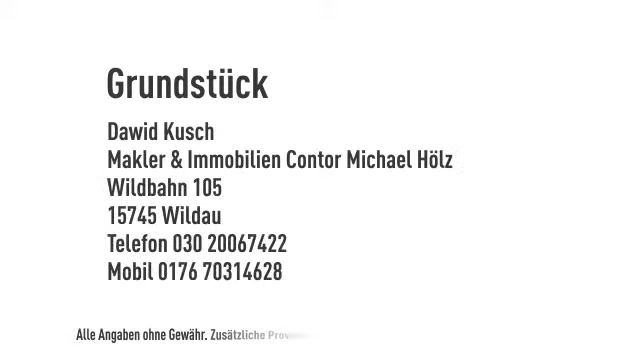 Grundstück
Dawid Kusch
Makler & Immobilien Contor Michael Hölz
Wildbahn 105
15745 Wildau
Telefon 030 20067422
Mobil 0176 70314628
Alle Angaben ohne Gewähr. Zusätzliche